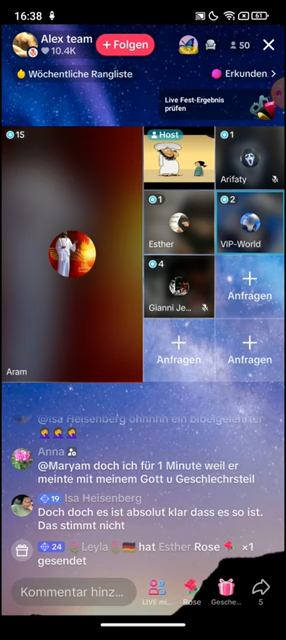 16:38
61
Alex team
10.4K
+ Folgen
50
Wöchentliche Rangliste
Erkunden >
Live Fest-Ergebnis
prüfen
15
Host
1
Arifaty
1
Esther
2
VIP-World
4
Gianni Je...
Anfragen
Anfragen
Anfragen
Aram
@Isa Heisenberg ohnnnn ein bibelgelehrter
Anna
@Maryam doch ich für 1 Minute weil er
meinte mit meinem Gott u Geschlechrsteil
19 Isa Heisenberg
Doch doch es ist absolut klar dass es so ist.
Das stimmt nicht
24 Leyla hat Esther Rose ×1
gesendet
Kommentar hinz...
LIVE mi...
Rose
Gesche...
5